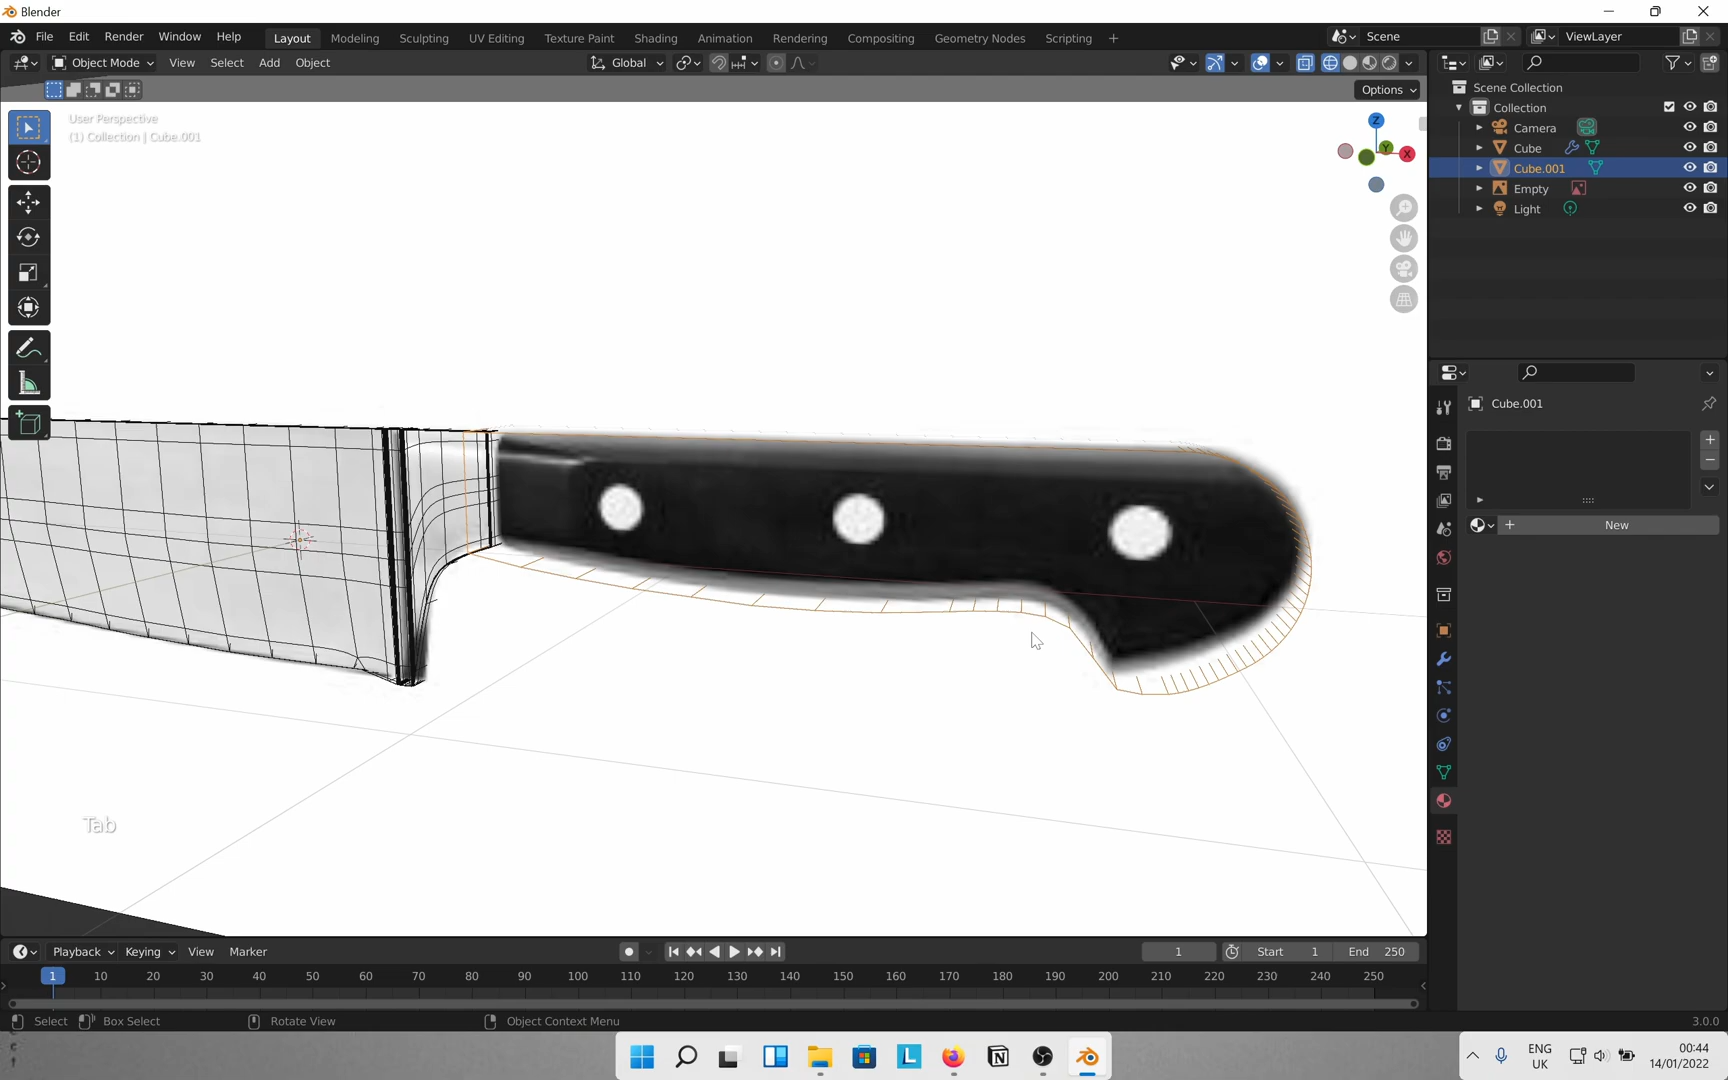 Blender
File Edit Render Window Help Layout Modeling Sculpting UV Editing Texture Paint Shading Animation Rendering Compositing Geometry Nodes Scripting + Scene ViewLayer
Object Mode View Select Add Object Global
Options
User Perspective
(1) Collection | Cube.001
Z
Y
X
Scene Collection
Collection
Camera
Cube
Cube.001
Empty
Light
Cube.001
+ New
Tab
Playback Keying View Marker 1 Start 1 End 250
1 10 20 30 40 50 60 70 80 90 100 110 120 130 140 150 160 170 180 190 200 210 220 230 240 250
Select Box Select Rotate View Object Context Menu 3.0.0
ENG
UK
00:44
14/01/2022